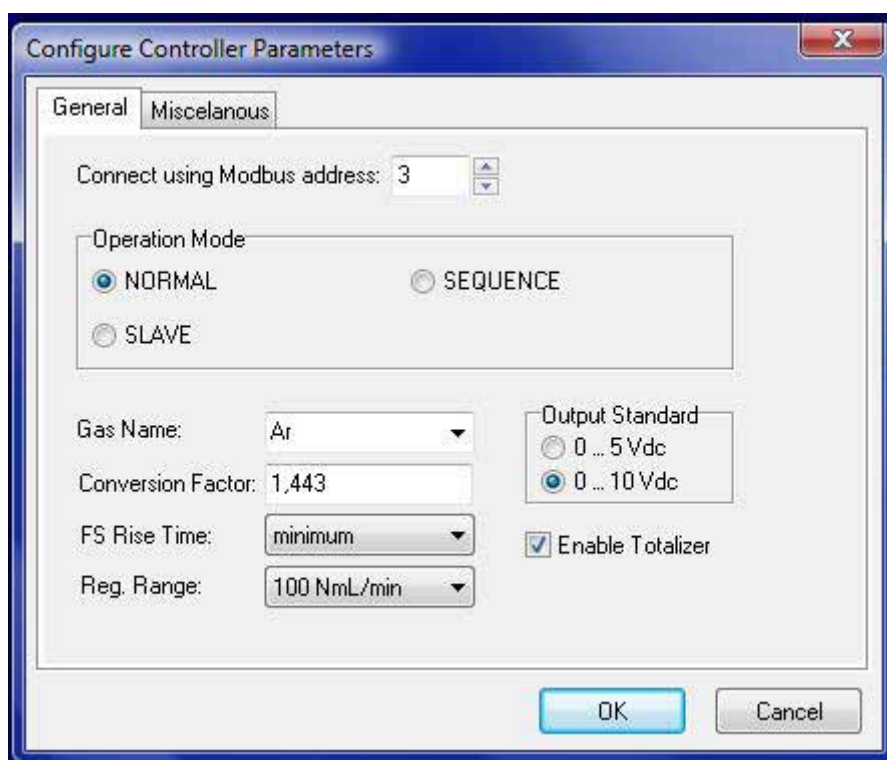 Configure Controller Parameters
General Miscelanous
Connect using Modbus address: 3
Operation Mode
NORMAL SEQUENCE
SLAVE
Gas Name: Ar
Conversion Factor: 1,443
FS Rise Time: minimum
Reg. Range: 100 NmL/min
Output Standard
0 ... 5 Vdc
0 ... 10 Vdc
Enable Totalizer
OK Cancel